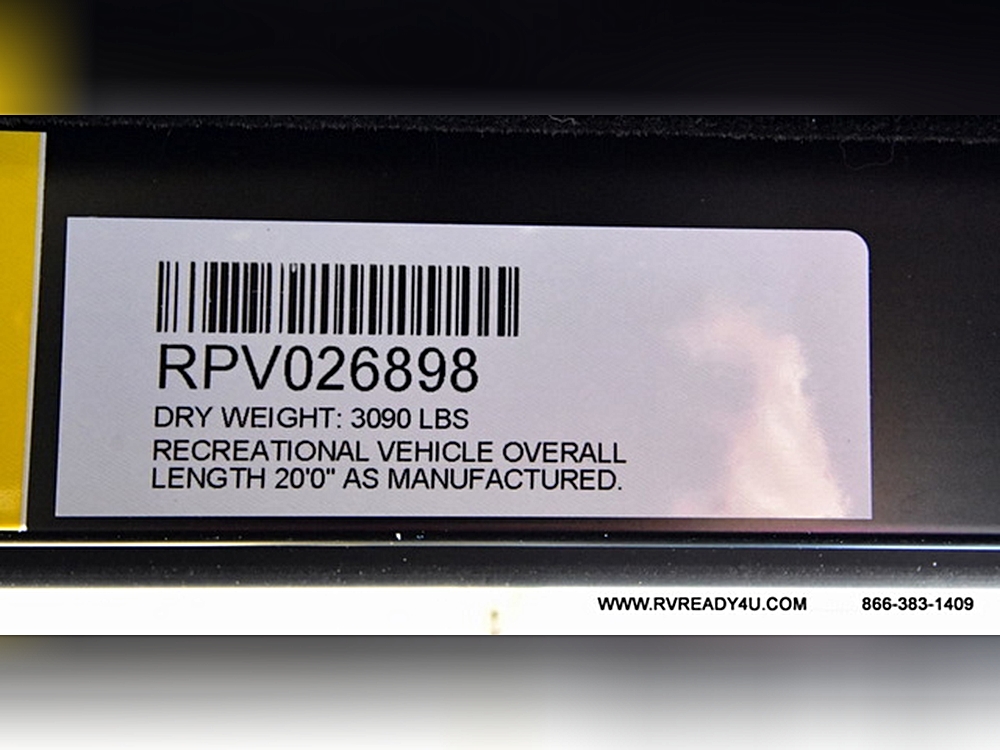 RPV026898
DRY WEIGHT: 3090 LBS
RECREATIONAL VEHICLE OVERALL
LENGTH 20'0" AS MANUFACTURED.
WWW.RVREADY4U.COM 866-383-1409